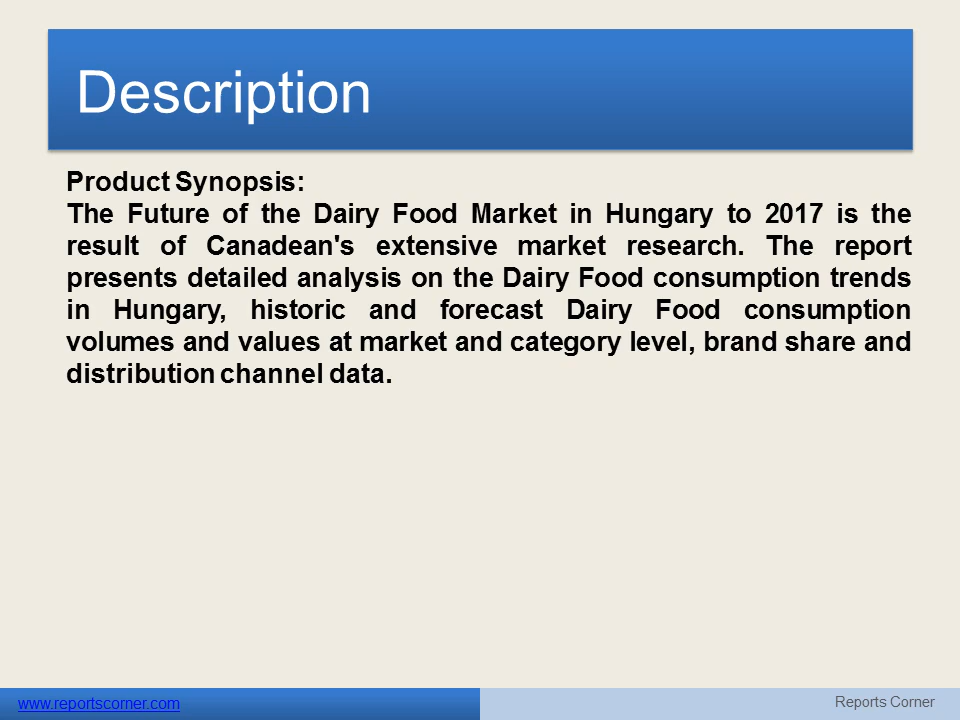 Description
Product Synopsis:
The Future of the Dairy Food Market in Hungary to 2017 is the
result of Canadean's extensive market research. The report
presents detailed analysis on the Dairy Food consumption trends
in Hungary, historic and forecast Dairy Food consumption
volumes and values at market and category level, brand share and
distribution channel data.
www.reportscorner.com
Reports Corner